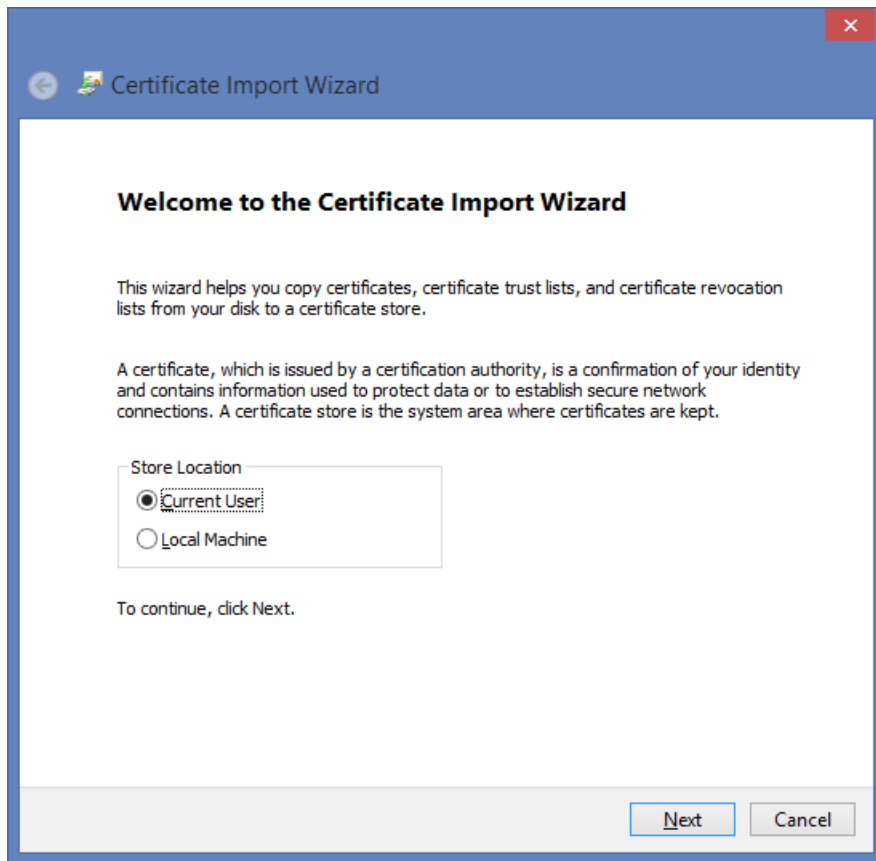 Certificate Import Wizard
Welcome to the Certificate Import Wizard
This wizard helps you copy certificates, certificate trust lists, and certificate revocation
lists from your disk to a certificate store.
A certificate, which is issued by a certification authority, is a confirmation of your identity
and contains information used to protect data or to establish secure network
connections. A certificate store is the system area where certificates are kept.
Store Location
Current User
Local Machine
To continue, click Next.
Next Cancel